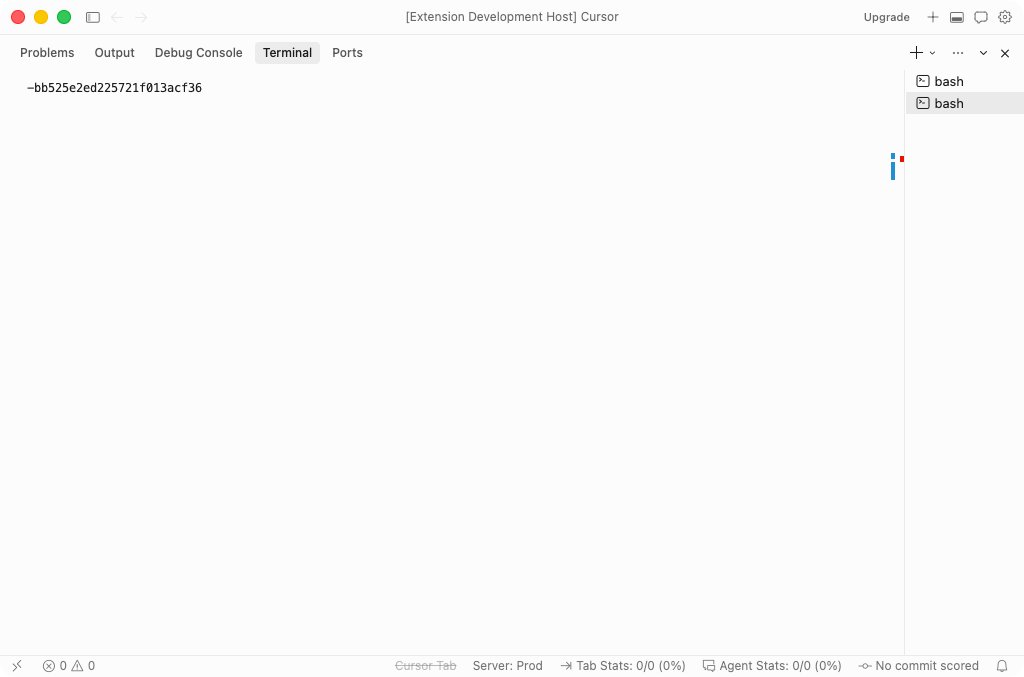 [Extension Development Host] Cursor
Upgrade
Problems
Output
Debug Console
Terminal
Ports
−bb525e2ed225721f013acf36
bash
bash
0
0
Cursor Tab
Server: Prod
Tab Stats: 0/0 (0%)
Agent Stats: 0/0 (0%)
No commit scored